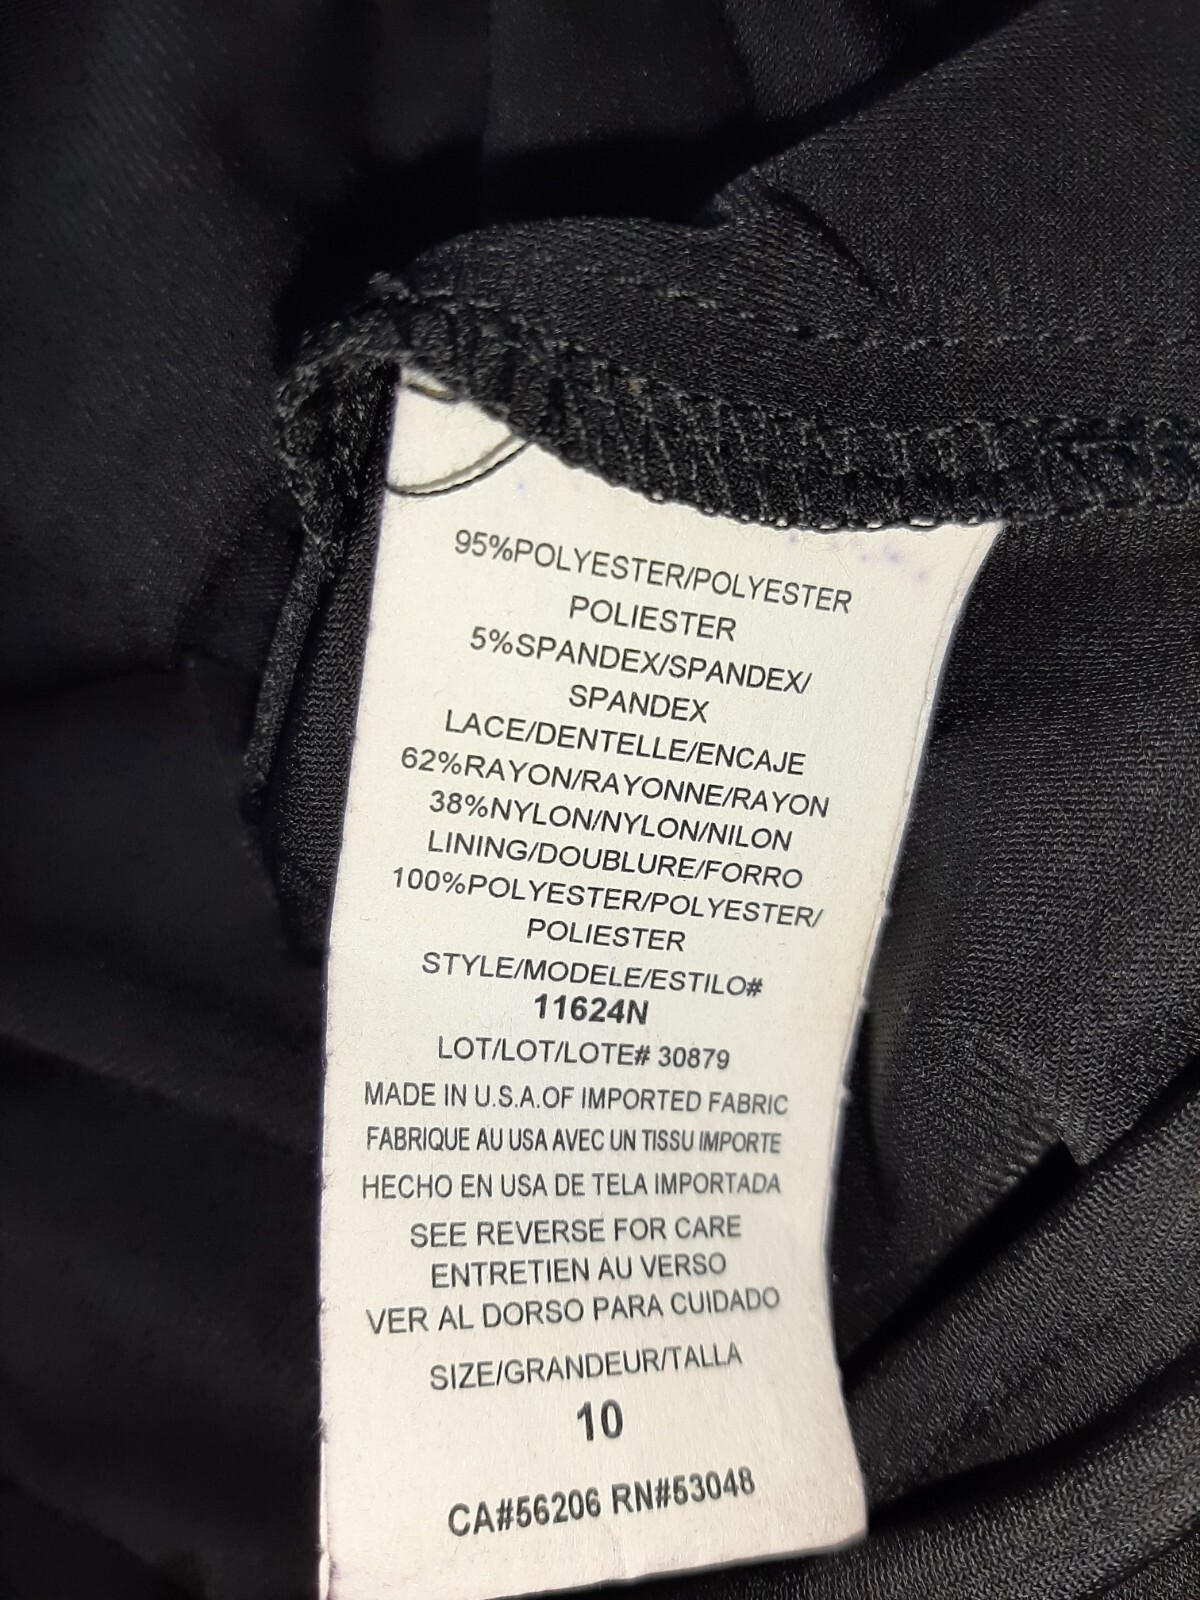 95%POLYESTER/POLYESTER
POLIESTER
5%SPANDEX/SPANDEX/
SPANDEX
LACE/DENTELLE/ENCAJE
62%RAYON/RAYONNE/RAYON
38%NYLON/NYLON/NILON
LINING/DOUBLURE/FORRO
100%POLYESTER/POLYESTER/
POLIESTER
STYLE/MODELE/ESTILO#
11624N
LOT/LOT/LOTE# 30879
MADE IN U.S.A.OF IMPORTED FABRIC
FABRIQUE AU USA AVEC UN TISSU IMPORTE
HECHO EN USA DE TELA IMPORTADA
SEE REVERSE FOR CARE
ENTRETIEN AU VERSO
VER AL DORSO PARA CUIDADO
SIZE/GRANDEUR/TALLA
10
CA#56206 RN#53048